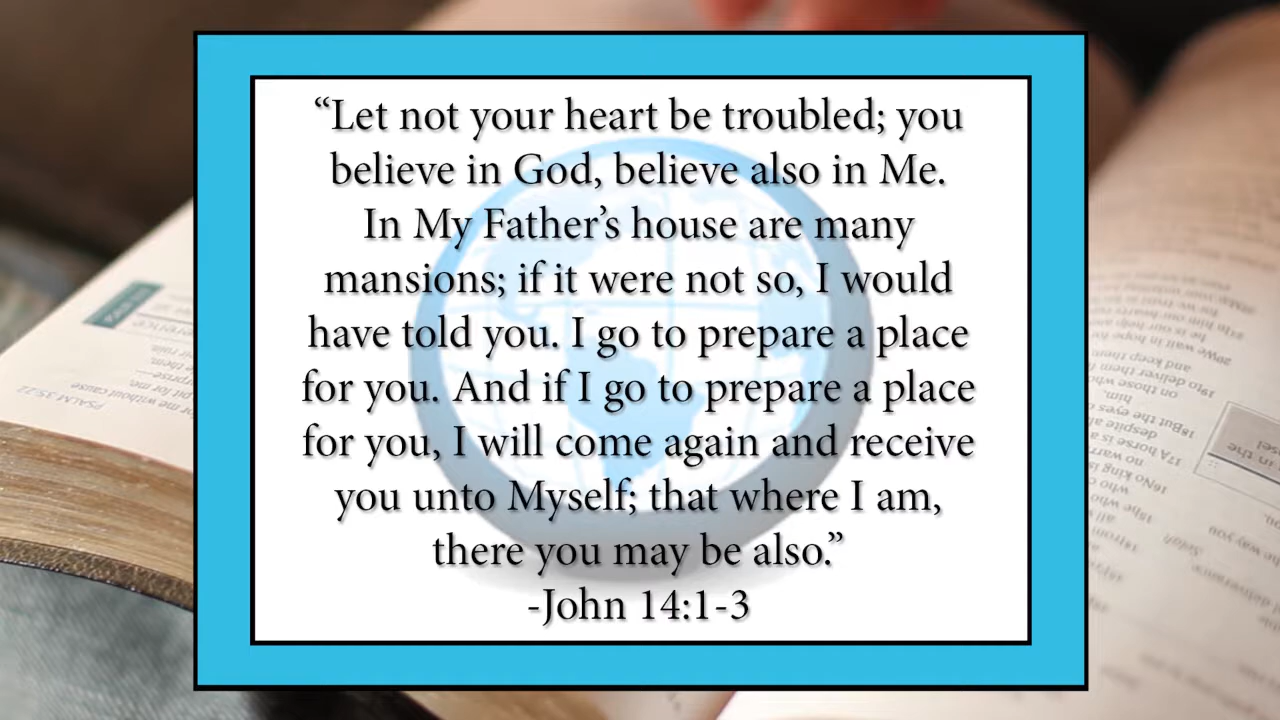 “Let not your heart be troubled; you
believe in God, believe also in Me.
In My Father’s house are many
mansions; if it were not so, I would
have told you. I go to prepare a place
for you. And if I go to prepare a place
for you, I will come again and receive
you unto Myself; that where I am,
there you may be also.”
-John 14:1-3
PSALM 35:22